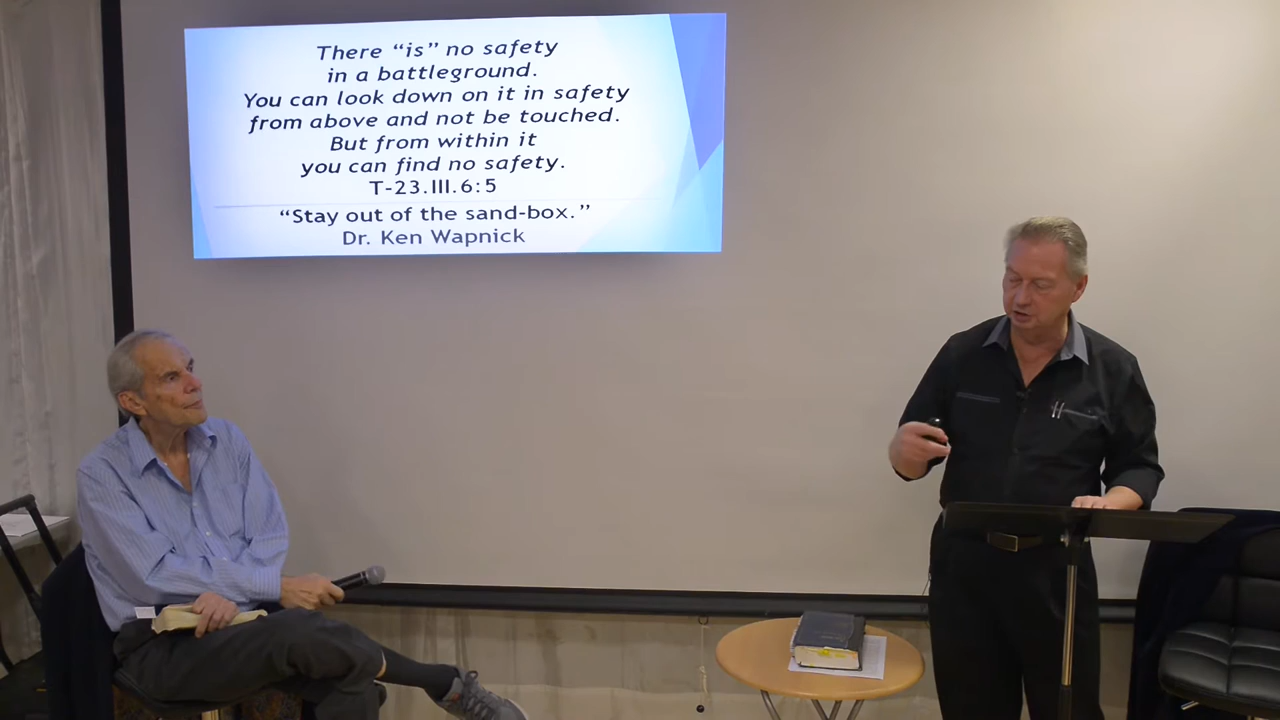 There “is” no safety
in a battleground.
You can look down on it in safety
from above and not be touched.
But from within it
you can find no safety.
T-23.III.6:5
“Stay out of the sand-box.”
Dr. Ken Wapnick